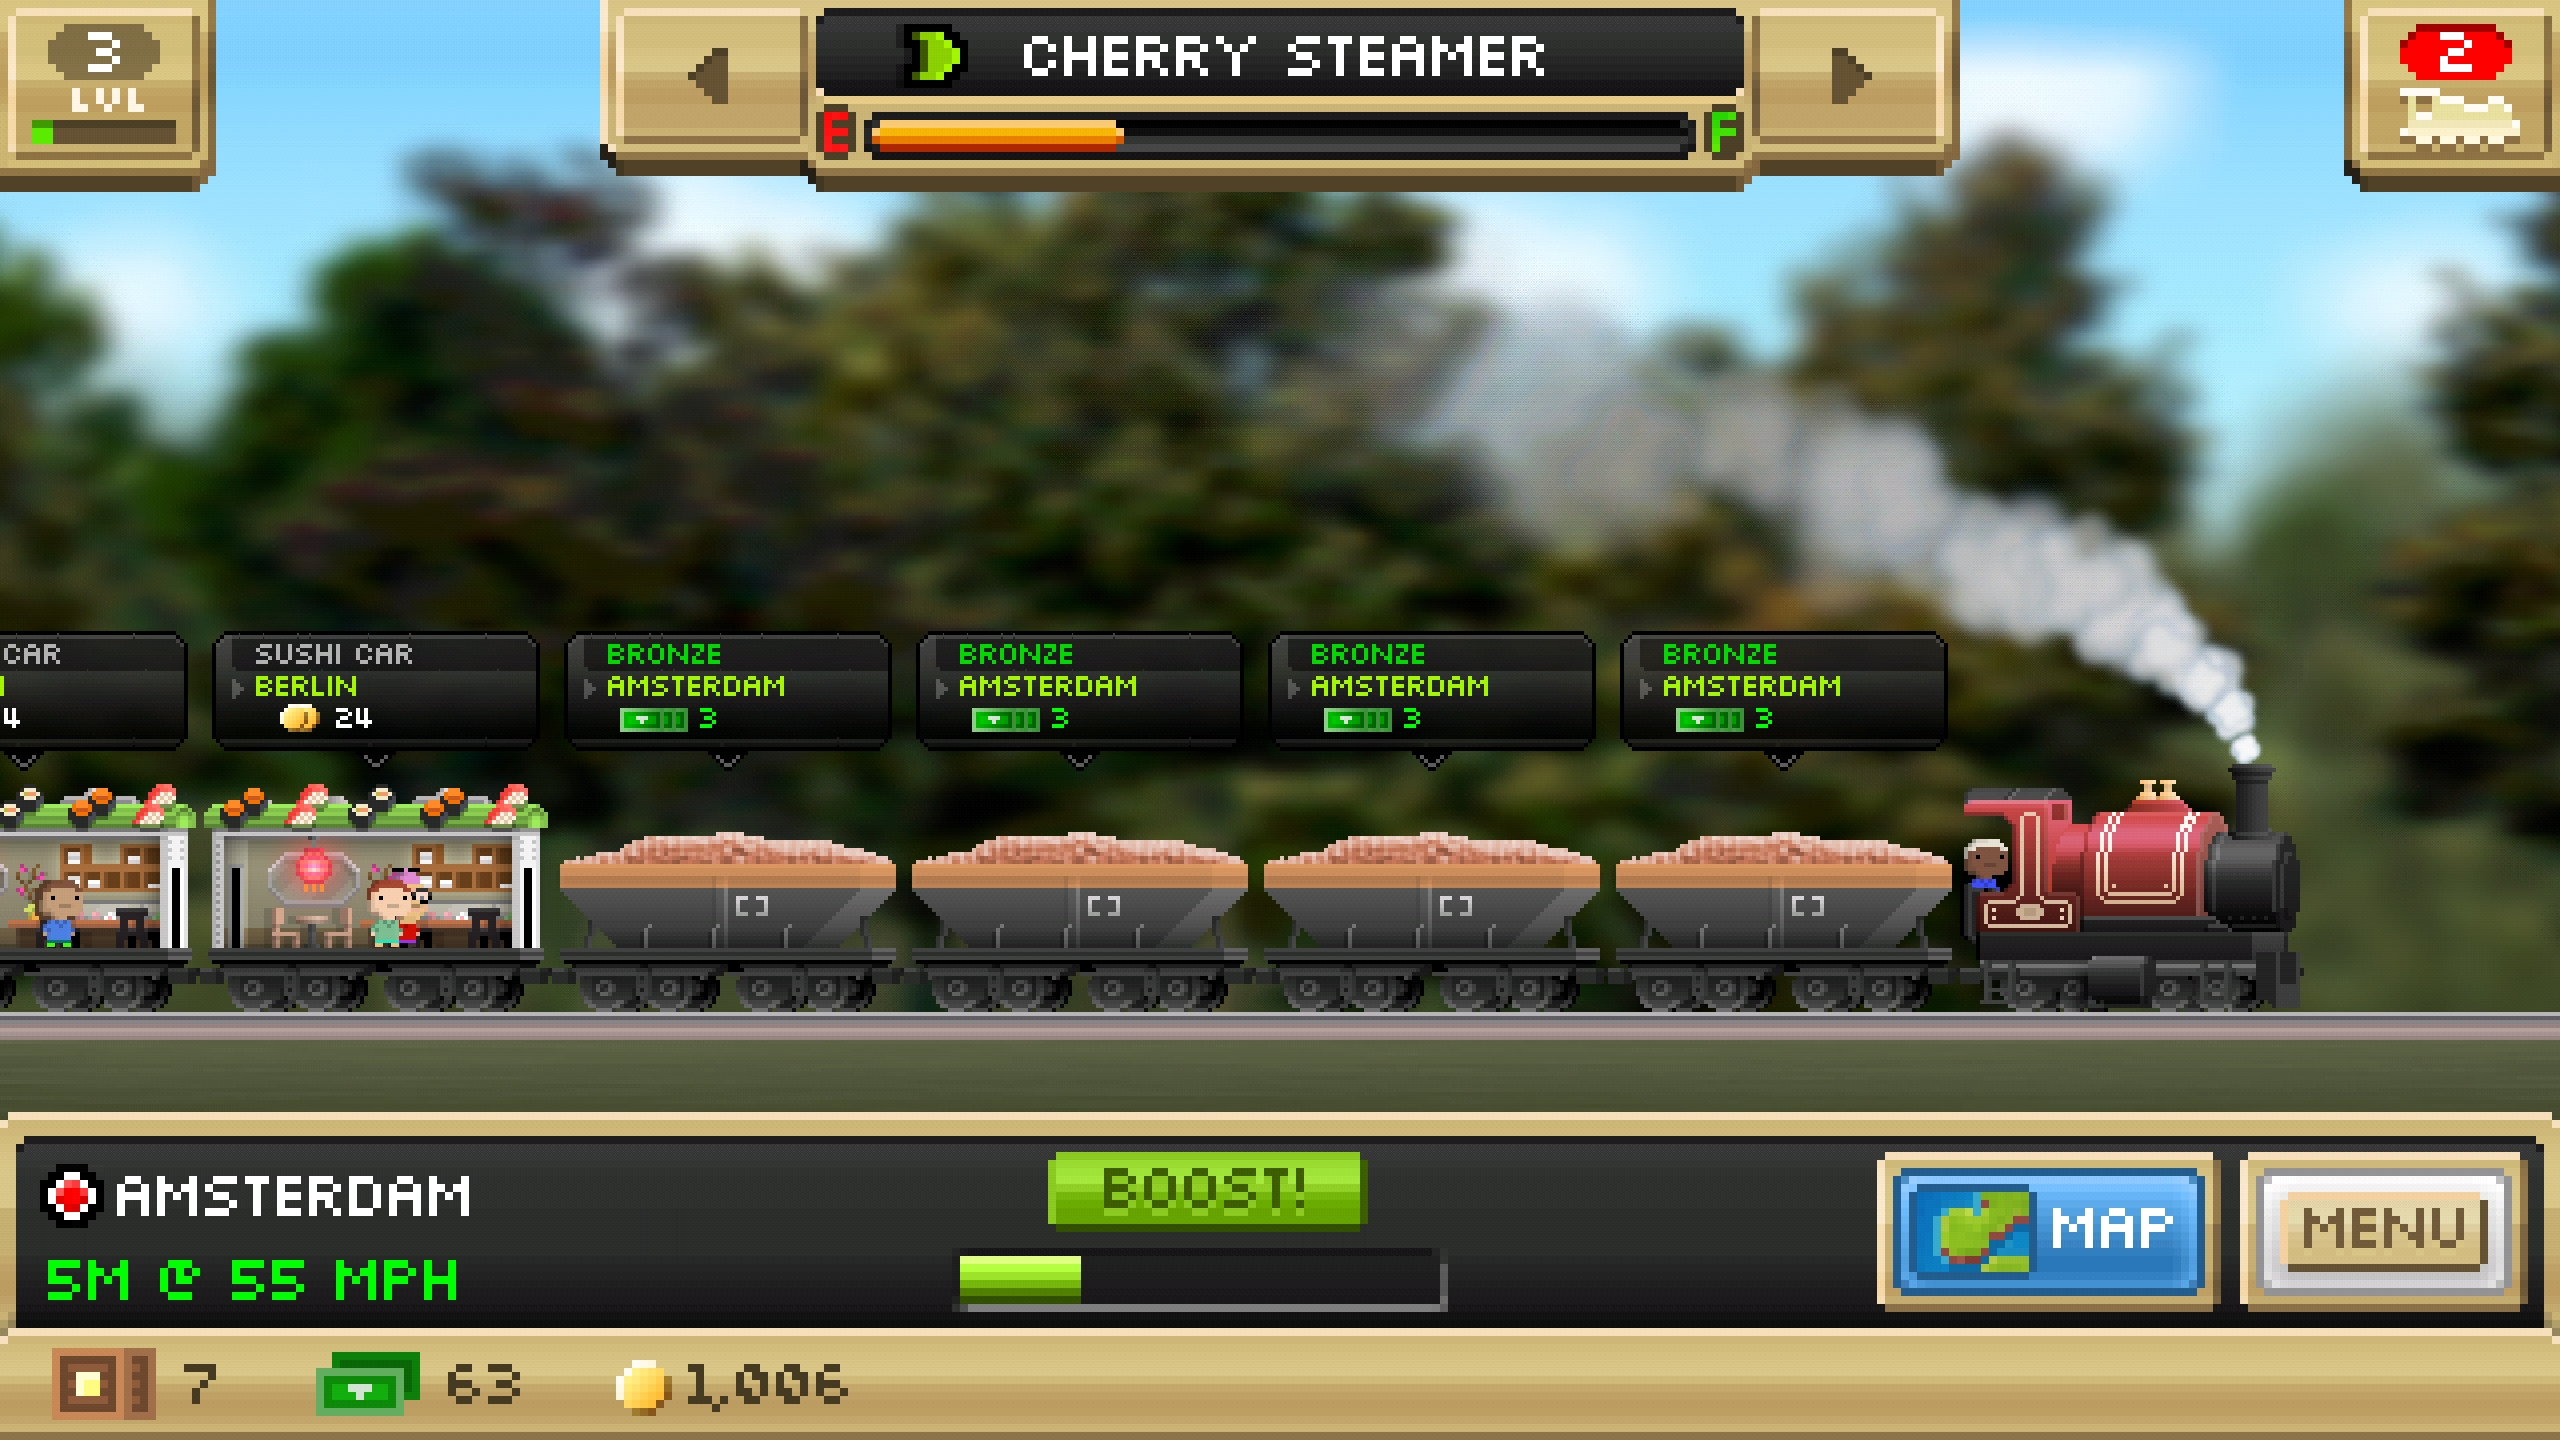 3
LVL
CHERRY STEAMER
E F
2
CAR
4
SUSHI CAR
BERLIN
24
BRONZE
AMSTERDAM
3
BRONZE
AMSTERDAM
3
BRONZE
AMSTERDAM
3
BRONZE
AMSTERDAM
3
AMSTERDAM
5M @ 55 MPH
BOOST!
MAP
MENU
7
63
1,006